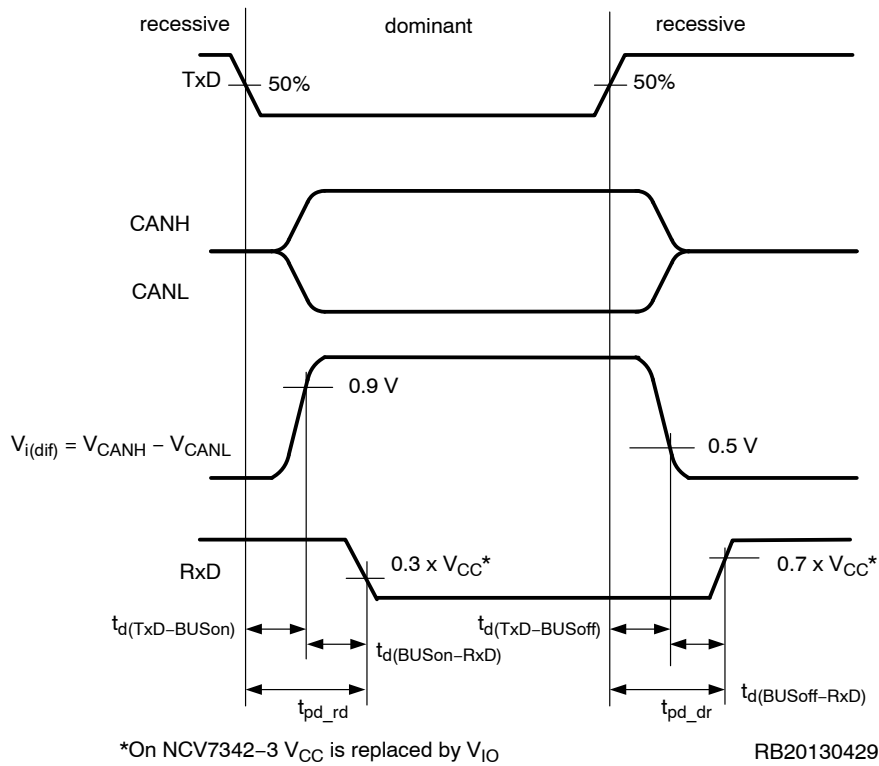 recessive dominant recessive
TxD 50% 50%
CANH
CANL
0.9 V
Vi(dif) = VCANH − VCANL 0.5 V
RxD 0.3 x VCC* 0.7 x VCC*
td(TxD−BUSon) td(TxD−BUSoff)
td(BUSon−RxD)
tpd_rd tpd_dr td(BUSoff−RxD)
*On NCV7342−3 VCC is replaced by VIO RB20130429